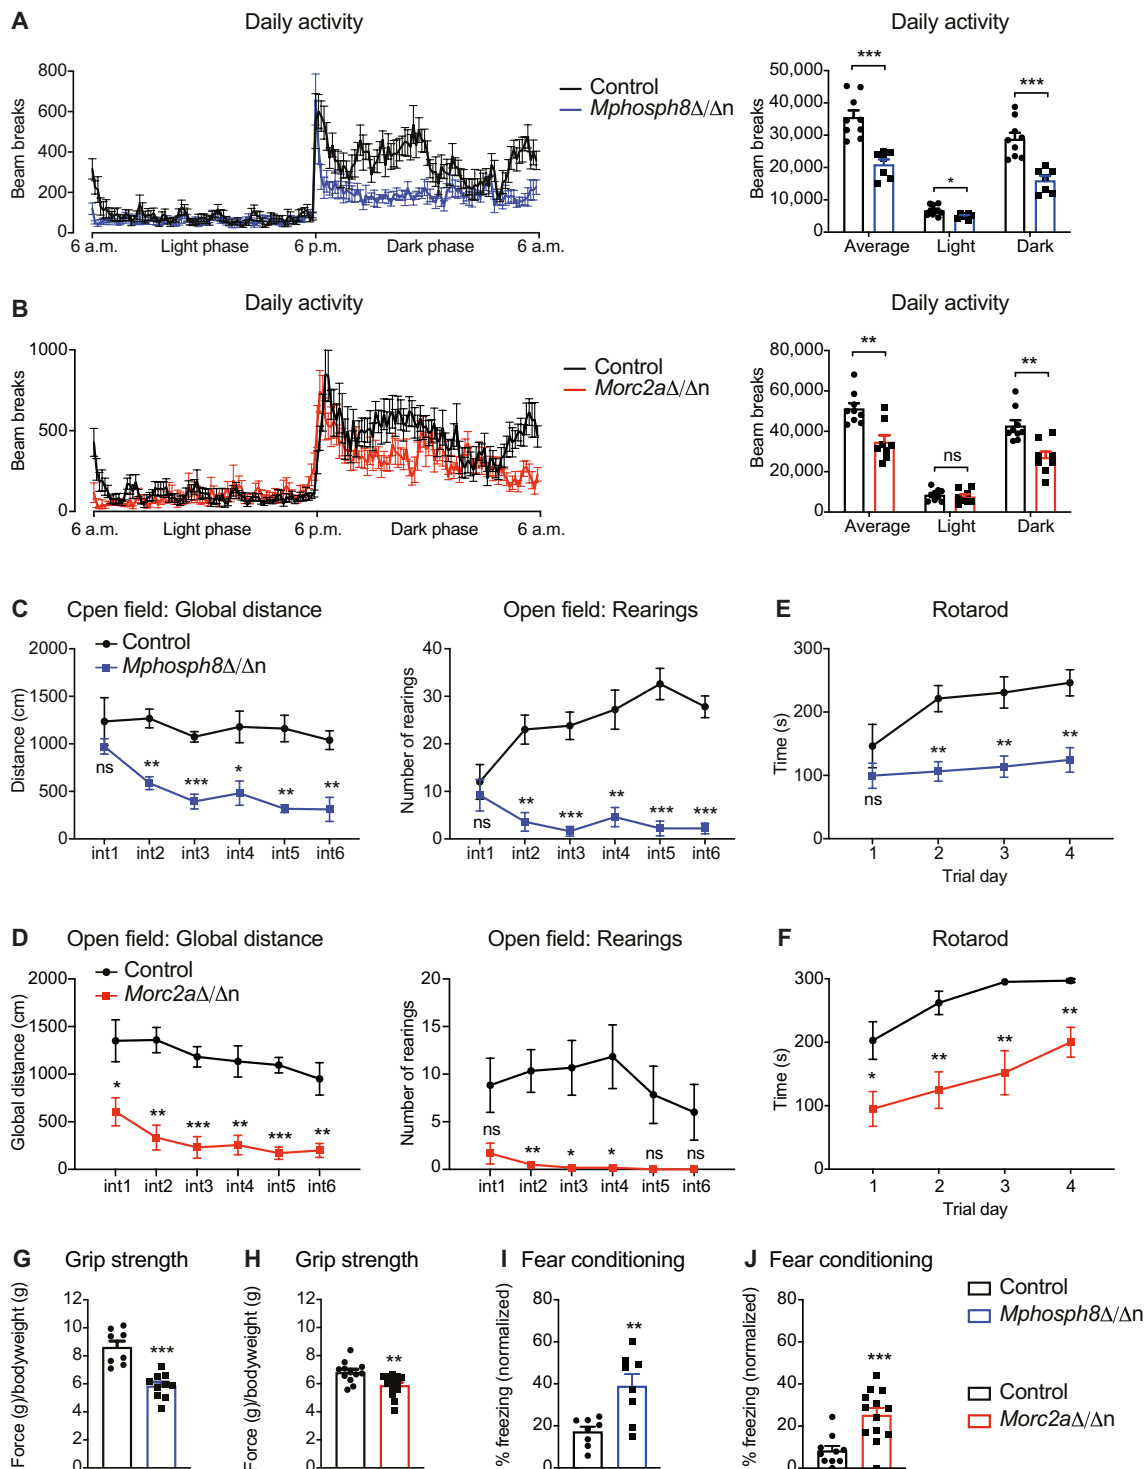 A
Daily activity
Daily activity
800
600
400
200
0
Beam breaks
Control
Mphosph8Δ/Δn
6 a.m.
Light phase
6 p.m.
Dark phase
6 a.m.
50,000
40,000
30,000
20,000
10,000
0
Beam breaks
***
*
***
Average
Light
Dark
B
Daily activity
Daily activity
1000
500
0
Beam breaks
Control
Morc2aΔ/Δn
6 a.m.
Light phase
6 p.m.
Dark phase
6 a.m.
80,000
60,000
40,000
20,000
0
Beam breaks
**
ns
**
Average
Light
Dark
C
Cpen field: Global distance
Control
Mphosph8Δ/Δn
2000
1500
1000
500
0
Distance (cm)
ns
**
***
*
**
**
int1
int2
int3
int4
int5
int6
Open field: Rearings
40
30
20
10
0
Number of rearings
ns
**
***
**
***
***
int1
int2
int3
int4
int5
int6
E
Rotarod
300
200
100
0
Time (s)
ns
**
**
**
1
2
3
4
Trial day
D
Open field: Global distance
Control
Morc2aΔ/Δn
2000
1500
1000
500
0
Global distance (cm)
*
**
***
**
***
**
int1
int2
int3
int4
int5
int6
Open field: Rearings
20
15
10
5
0
Number of rearings
ns
**
*
*
ns
ns
int1
int2
int3
int4
int5
int6
F
Rotarod
300
200
100
0
Time (s)
*
**
**
**
1
2
3
4
Trial day
G
Grip strength
12
10
8
6
4
2
0
Force (g)/bodyweight (g)
***
H
Grip strength
12
10
8
6
4
2
0
Force (g)/bodyweight (g)
**
I
Fear conditioning
80
60
40
20
0
% freezing (normalized)
**
J
Fear conditioning
80
60
40
20
0
% freezing (normalized)
***
Control
Mphosph8Δ/Δn
Control
Morc2aΔ/Δn